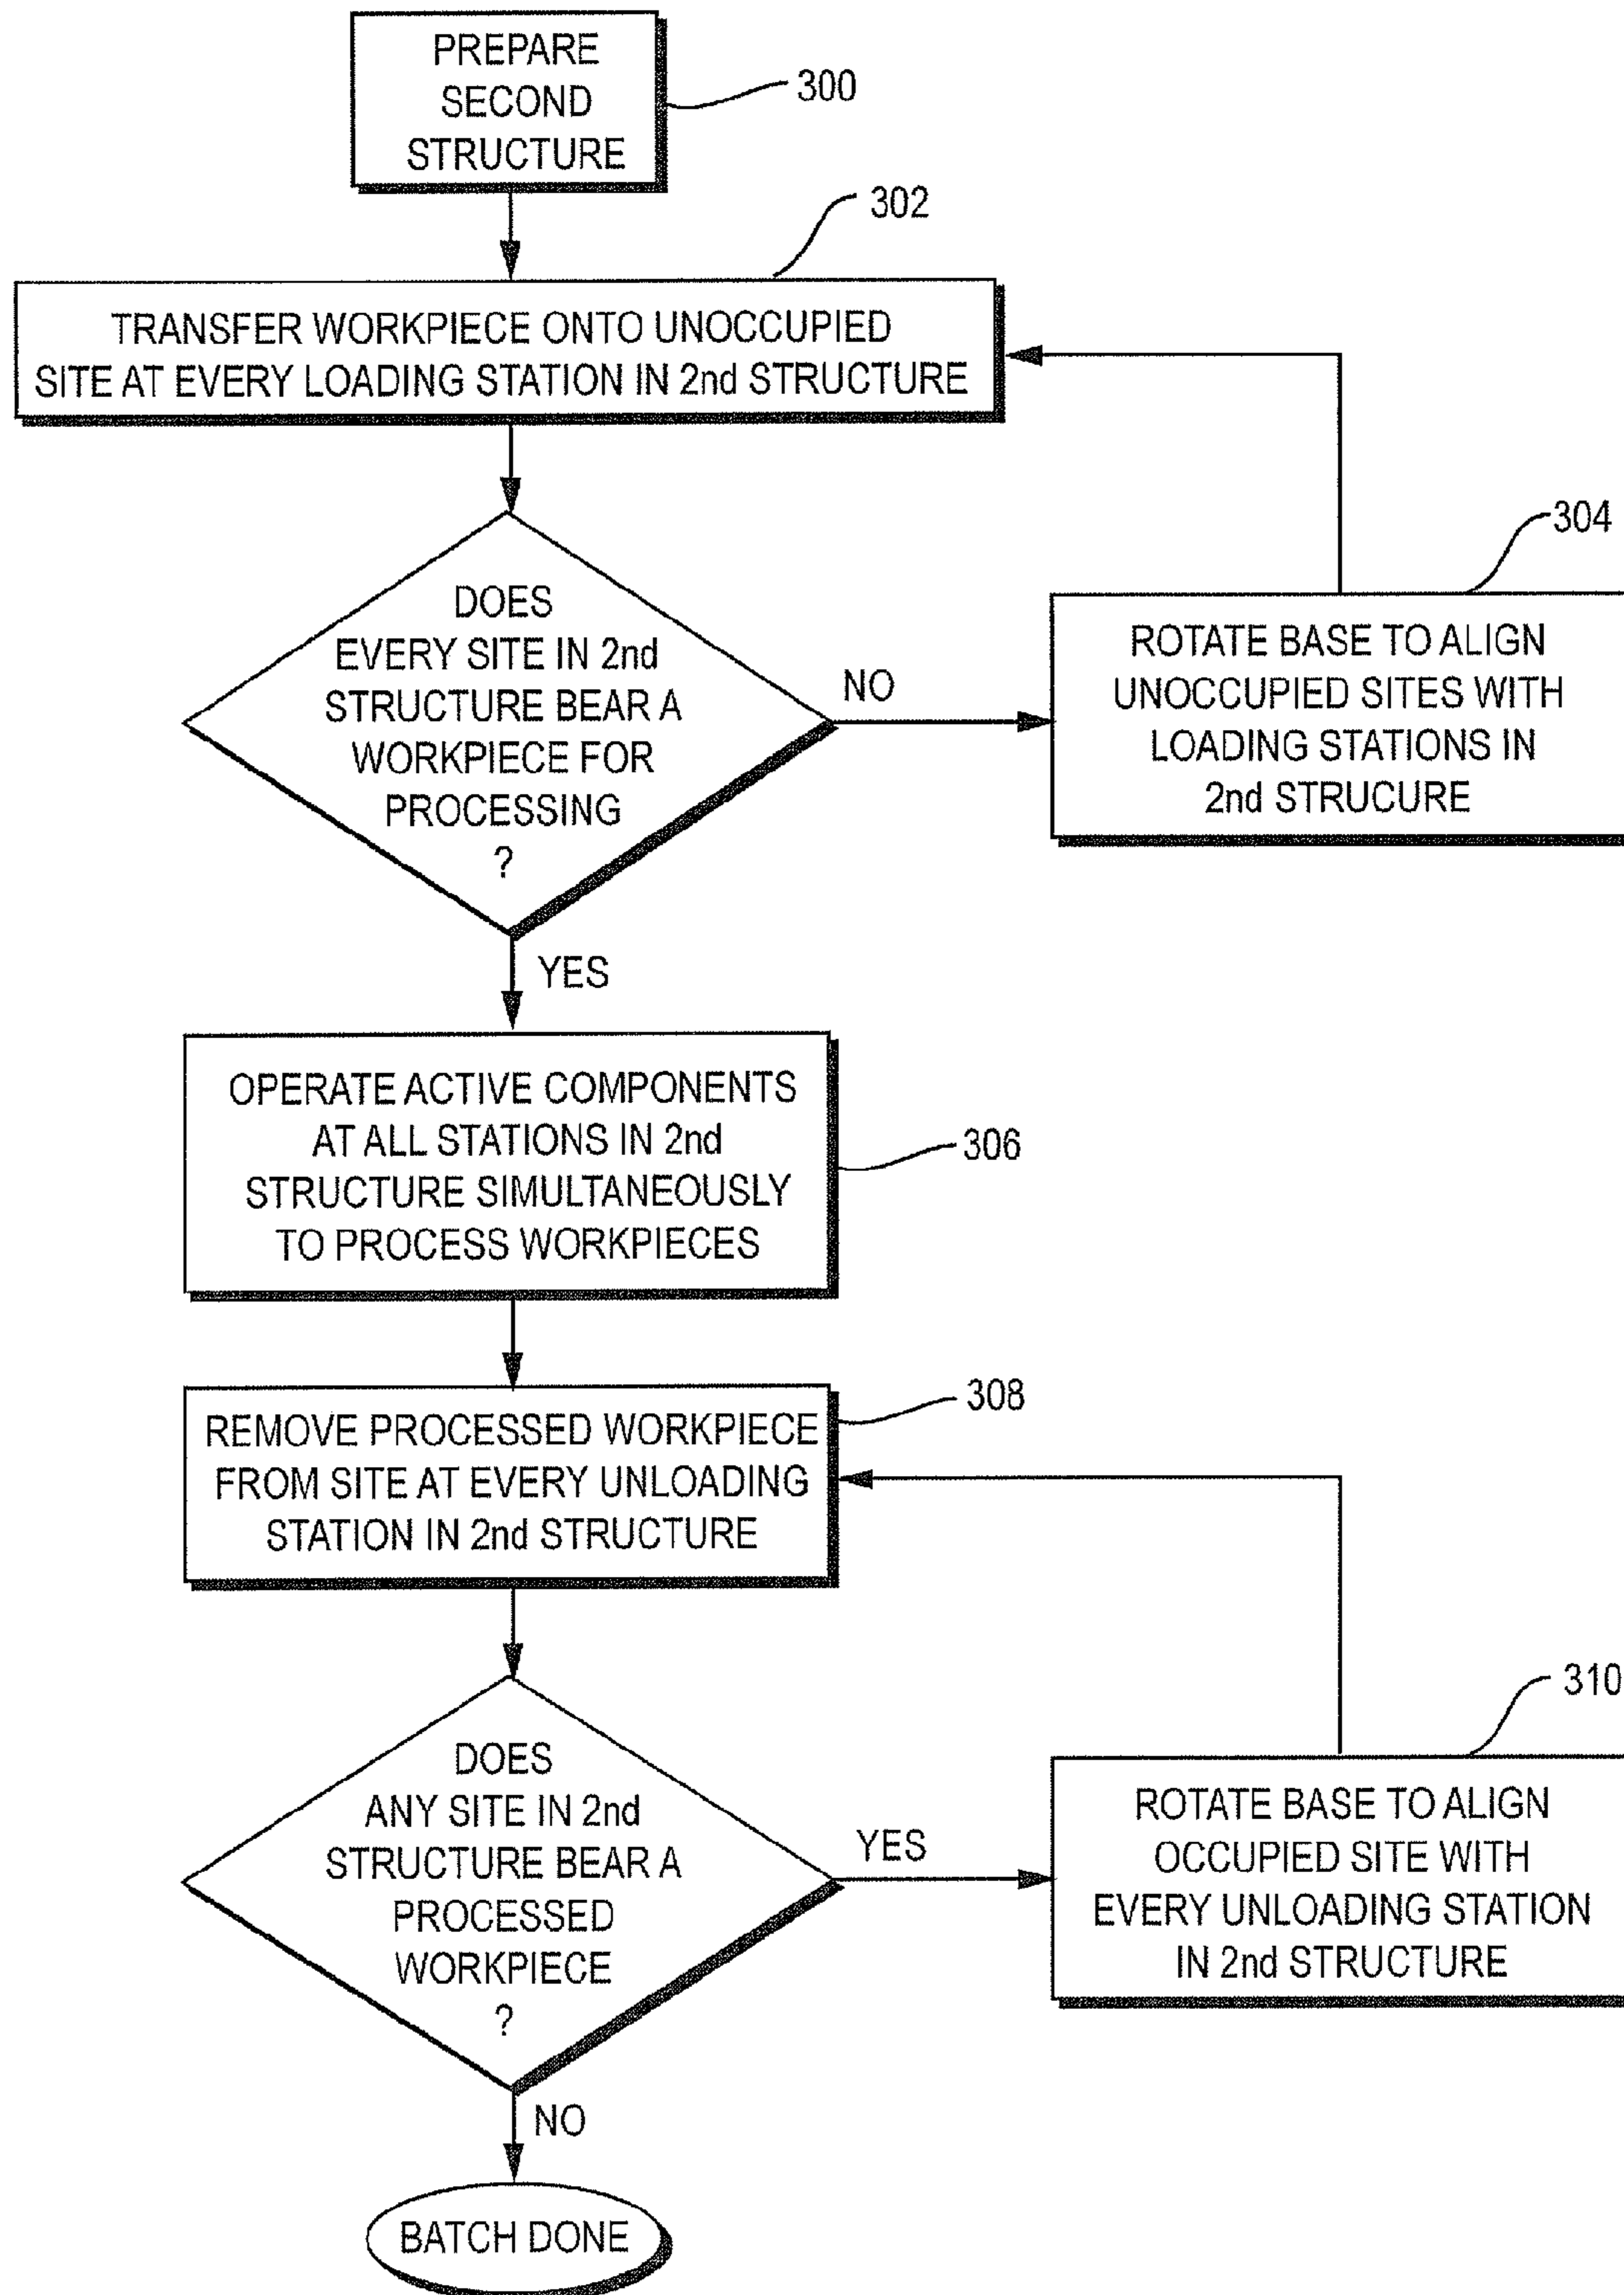 PREPARE
SECOND
STRUCTURE
300
302
TRANSFER WORKPIECE ONTO UNOCCUPIED
SITE AT EVERY LOADING STATION IN 2nd STRUCTURE
DOES
EVERY SITE IN 2nd
STRUCTURE BEAR A
WORKPIECE FOR
PROCESSING
?
NO
304
ROTATE BASE TO ALIGN
UNOCCUPIED SITES WITH
LOADING STATIONS IN
2nd STRUCURE
YES
OPERATE ACTIVE COMPONENTS
AT ALL STATIONS IN 2nd
STRUCTURE SIMULTANEOUSLY
TO PROCESS WORKPIECES
306
REMOVE PROCESSED WORKPIECE
FROM SITE AT EVERY UNLOADING
STATION IN 2nd STRUCTURE
308
DOES
ANY SITE IN 2nd
STRUCTURE BEAR A
PROCESSED
WORKPIECE
?
YES
310
ROTATE BASE TO ALIGN
OCCUPIED SITE WITH
EVERY UNLOADING STATION
IN 2nd STRUCTURE
NO
BATCH DONE